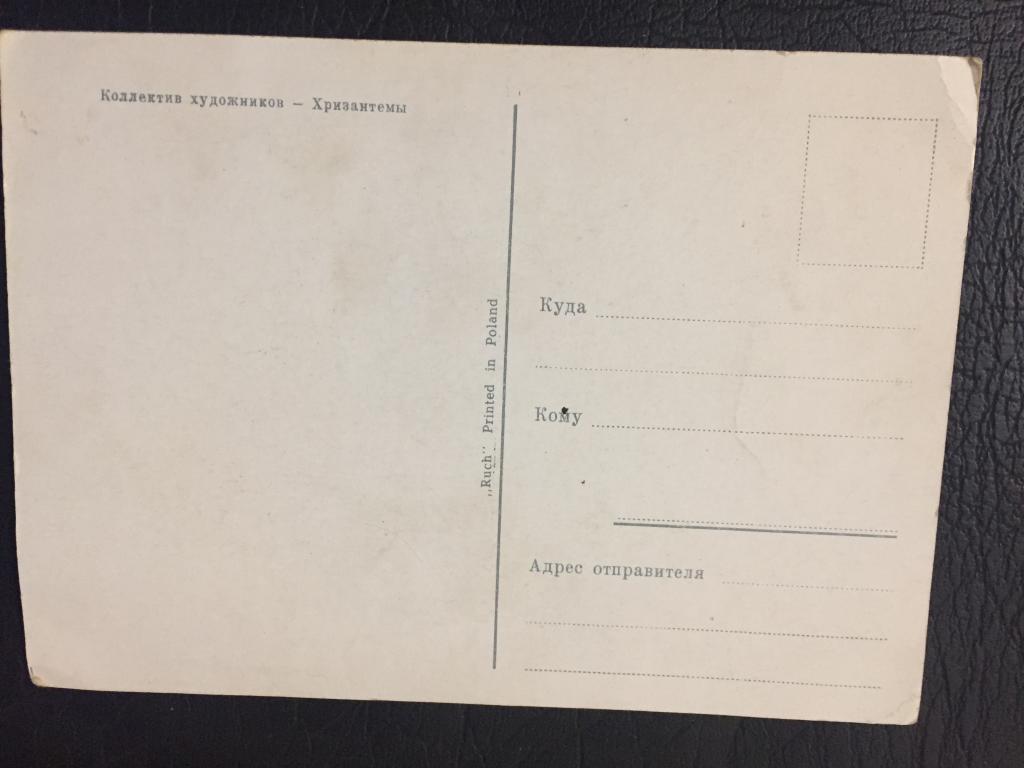 Коллектив художников — Хризантемы
„Ruch" Printed in Poland
Куда
Кому
Адрес отправителя